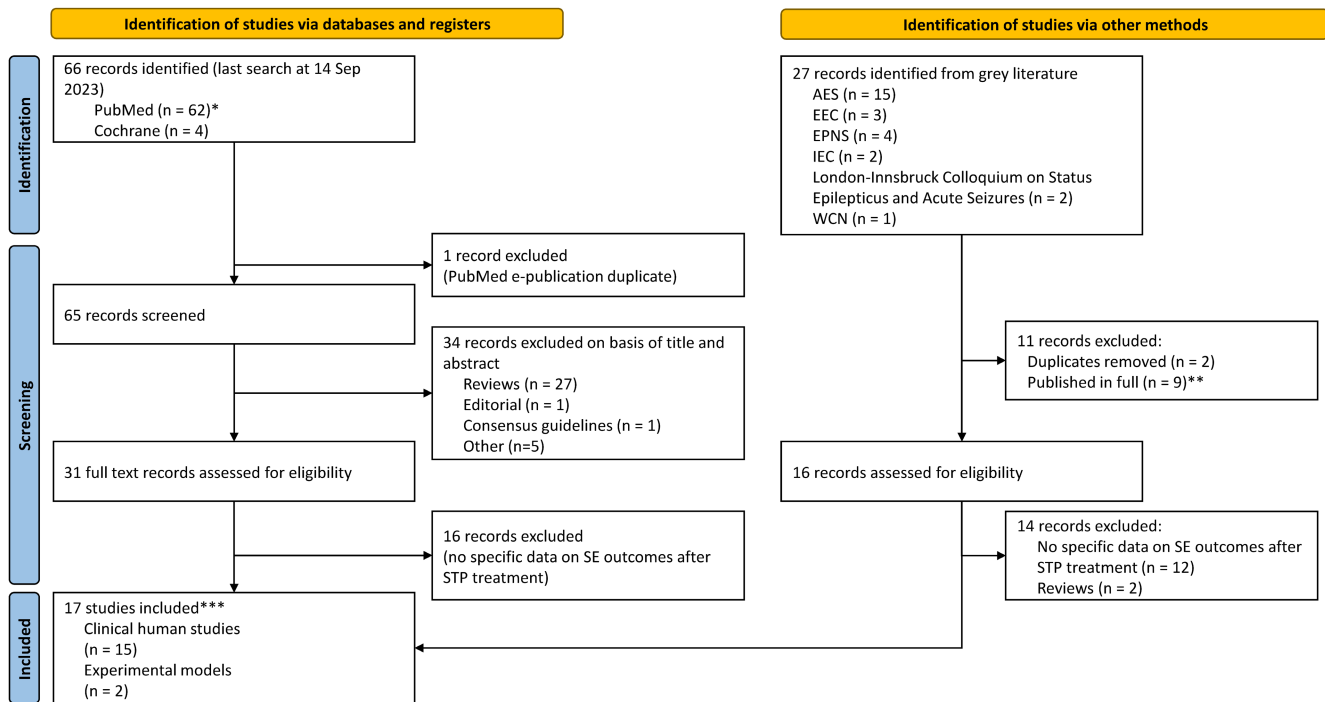 Identification of studies via databases and registers
Identification of studies via other methods
Identification
66 records identified (last search at 14 Sep
2023)
PubMed (n = 62)*
Cochrane (n = 4)
27 records identified from grey literature
AES (n = 15)
EEC (n = 3)
EPNS (n = 4)
IEC (n = 2)
London-Innsbruck Colloquium on Status
Epilepticus and Acute Seizures (n = 2)
WCN (n = 1)
Screening
1 record excluded
(PubMed e-publication duplicate)
65 records screened
34 records excluded on basis of title and
abstract
Reviews (n = 27)
Editorial (n = 1)
Consensus guidelines (n = 1)
Other (n=5)
11 records excluded:
Duplicates removed (n = 2)
Published in full (n = 9)**
31 full text records assessed for eligibility
16 records assessed for eligibility
16 records excluded
(no specific data on SE outcomes after
STP treatment)
14 records excluded:
No specific data on SE outcomes after
STP treatment (n = 12)
Reviews (n = 2)
Included
17 studies included***
Clinical human studies
(n = 15)
Experimental models
(n = 2)